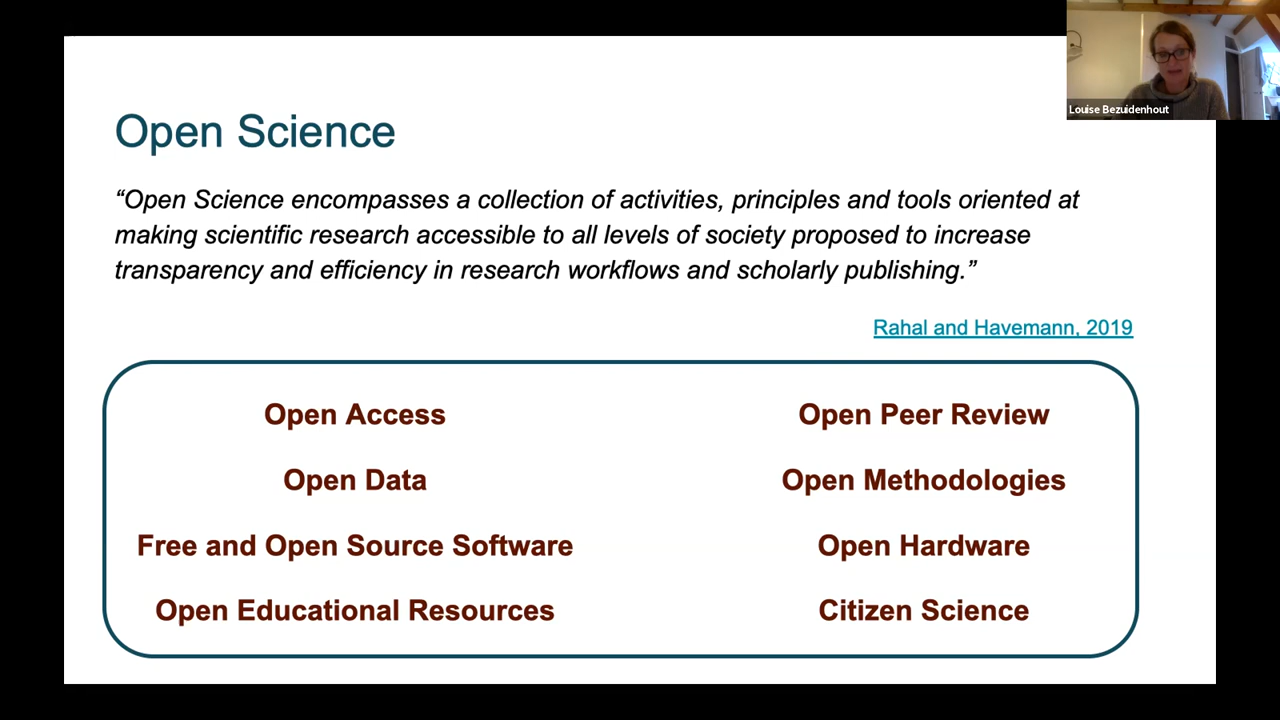 Louise Bezuidenhout
Open Science
“Open Science encompasses a collection of activities, principles and tools oriented at
making scientific research accessible to all levels of society proposed to increase
transparency and efficiency in research workflows and scholarly publishing.”
Rahal and Havemann, 2019
Open Access
Open Data
Free and Open Source Software
Open Educational Resources
Open Peer Review
Open Methodologies
Open Hardware
Citizen Science